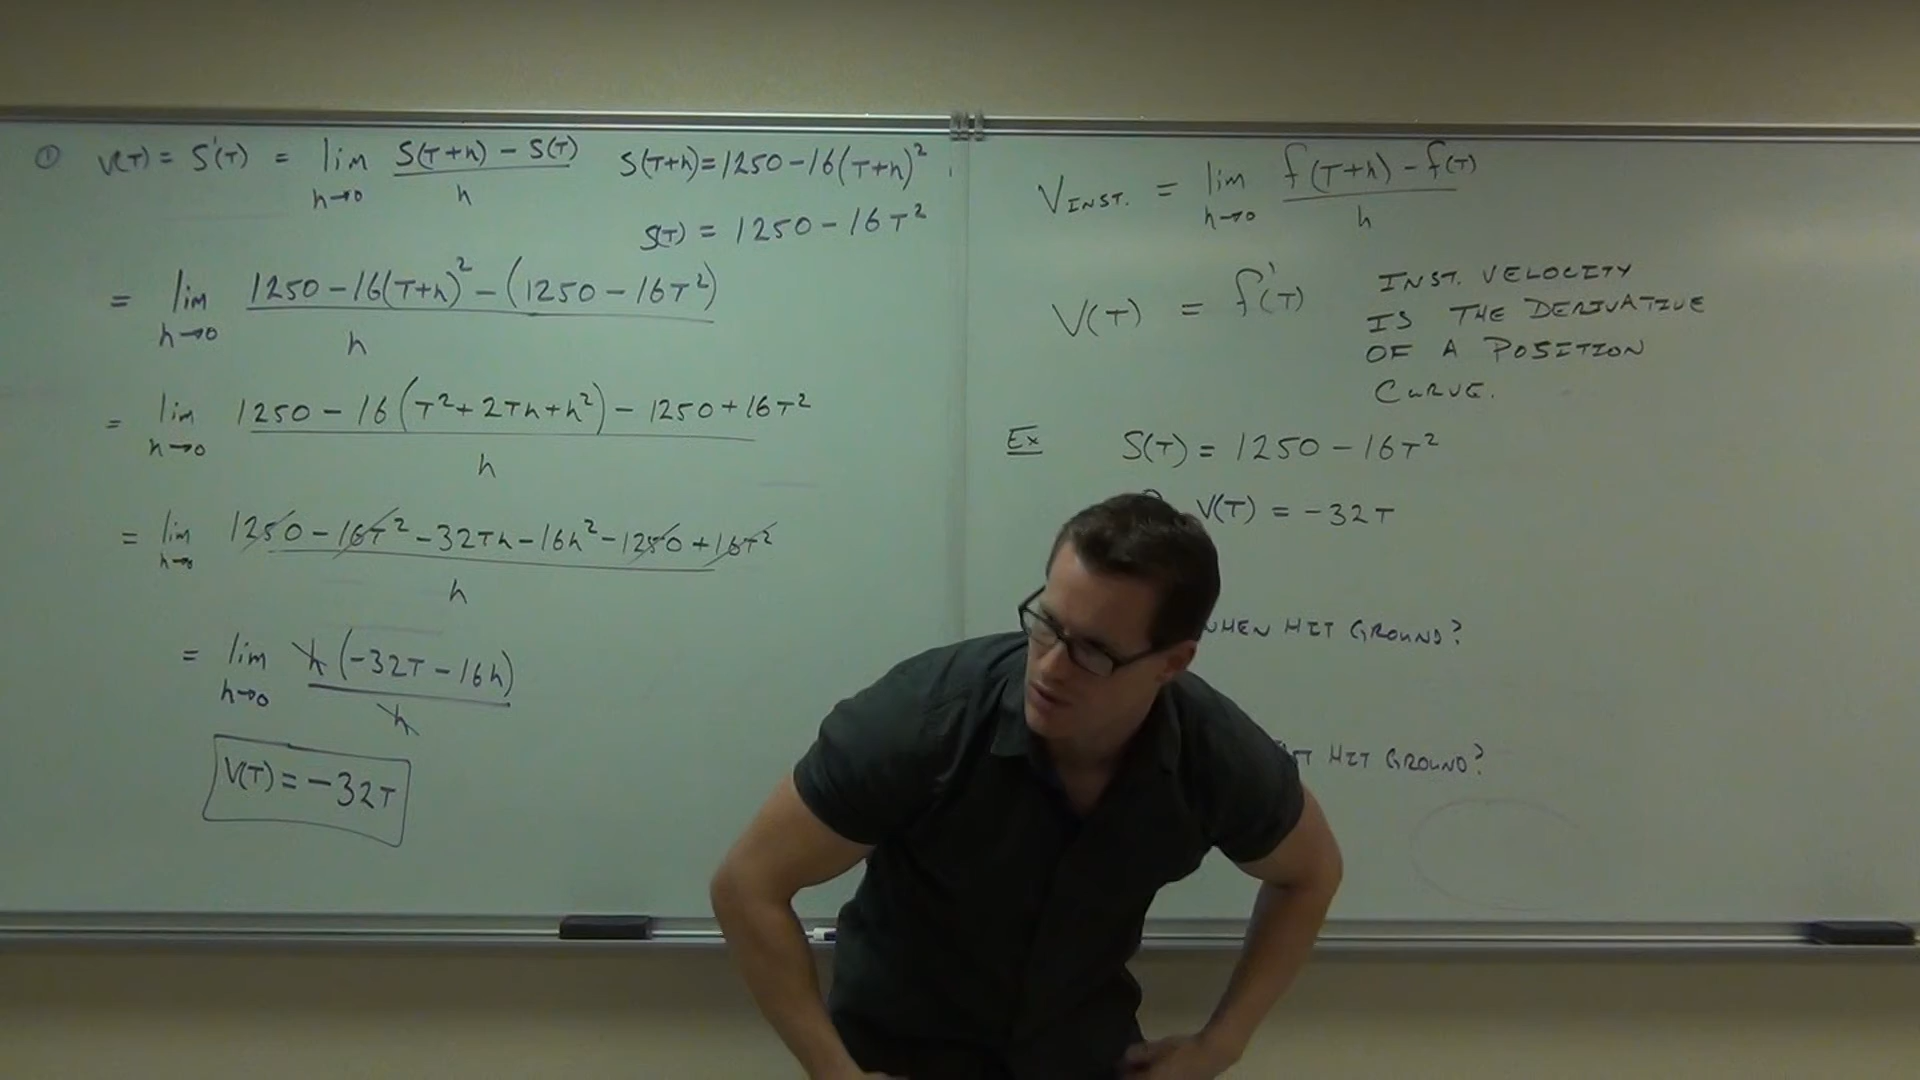 ① V(T) = S'(T) = lim h→0 S(T+h) – S(T) / h
S(T+h) = 1250 – 16(T+h)²
S(T) = 1250 – 16T²
= lim h→0 1250 – 16(T+h)² – (1250 – 16T²) / h
= lim h→0 1250 – 16(T² + 2Th + h²) – 1250 + 16T² / h
= lim h→0 1250 – 16T² – 32Th – 16h² – 1250 + 16T² / h
= lim h→0 h(–32T – 16h) / h
V(T) = –32T
V INST. = lim h→0 f(T+h) – f(T) / h
V(T) = f'(T)
INST. VELOCITY
IS THE DERIVATIVE
OF A POSITION
CURVE.
Ex S(T) = 1250 – 16T²
V(T) = –32T
WHEN HIT GROUND?
HIT GROUND?